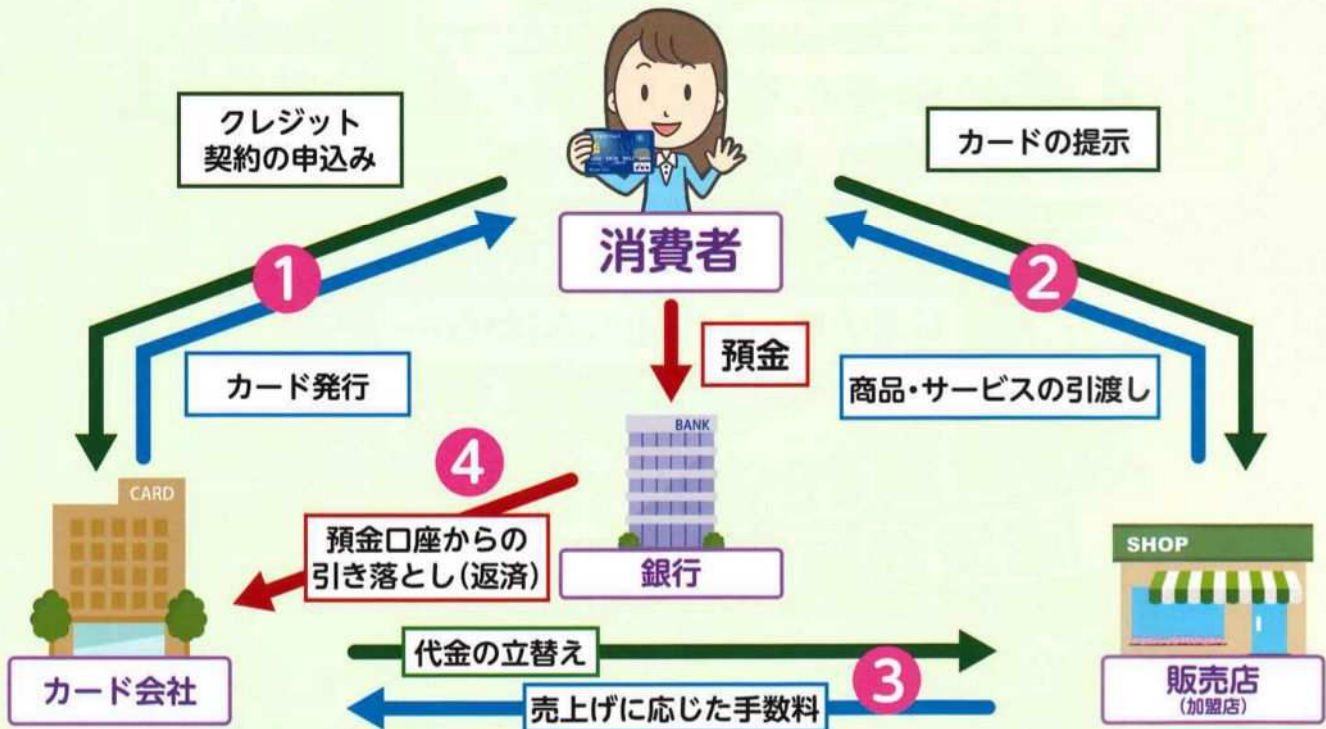 クレジット
契約の申込み
カードの提示
消費者
1
2
カード発行
預金
商品・サービスの引渡し
BANK
4
CARD
預金口座からの
引き落とし(返済)
銀行
SHOP
カード会社
代金の立替え
3
売上げに応じた手数料
販売店
(加盟店)